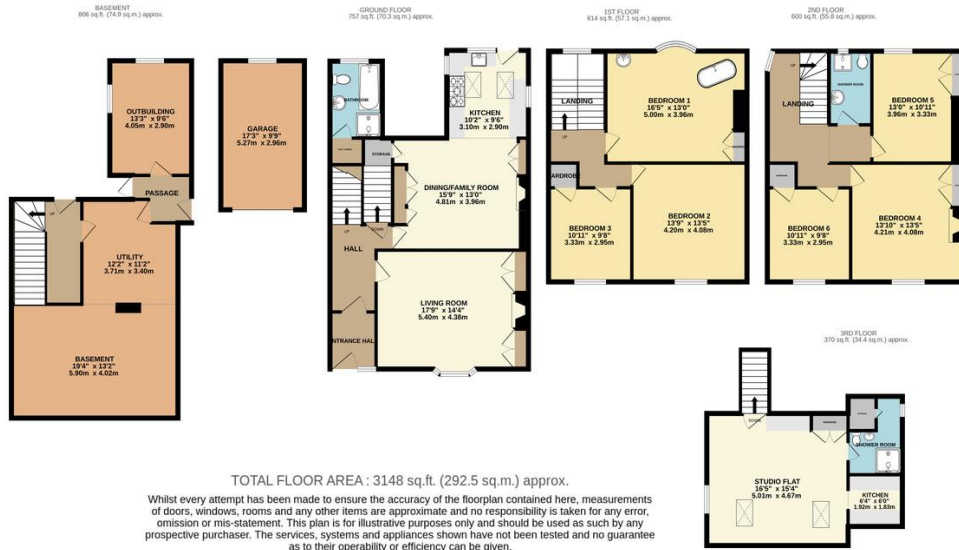 BASEMENT
806 sq.ft. (74.9 sq.m.) approx.
OUTBUILDING
13'3" x 9'6"
4.05m x 2.90m
PASSAGE
UP
UTILITY
12'2" x 11'2"
3.71m x 3.40m
BASEMENT
19'4" x 13'2"
5.90m x 4.02m
GARAGE
17'3" x 9'9"
5.27m x 2.96m
GROUND FLOOR
757 sq.ft. (70.3 sq.m.) approx.
BATHROOM
KITCHEN
10'2" x 9'6"
3.10m x 2.90m
STORAGE
DINING/FAMILY ROOM
15'9" x 13'0"
4.81m x 3.96m
UP
DOWN
HALL
LIVING ROOM
17'9" x 14'4"
5.40m x 4.38m
ENTRANCE HALL
1ST FLOOR
614 sq.ft. (57.1 sq.m.) approx.
LANDING
UP
BEDROOM 1
16'5" x 13'0"
5.00m x 3.96m
WARDROBE
BEDROOM 3
10'11" x 9'8"
3.33m x 2.95m
BEDROOM 2
13'9" x 13'5"
4.20m x 4.08m
2ND FLOOR
600 sq.ft. (55.8 sq.m.) approx.
UP
SHOWER ROOM
LANDING
BEDROOM 5
13'0" x 10'11"
3.96m x 3.33m
BEDROOM 6
10'11" x 9'8"
3.33m x 2.95m
BEDROOM 4
13'10" x 13'5"
4.21m x 4.08m
3RD FLOOR
370 sq.ft. (34.4 sq.m.) approx.
DOWN
SHOWER ROOM
STUDIO FLAT
16'5" x 15'4"
5.01m x 4.67m
KITCHEN
6'4" x 6'0"
1.92m x 1.83m
TOTAL FLOOR AREA : 3148 sq.ft. (292.5 sq.m.) approx.
Whilst every attempt has been made to ensure the accuracy of the floorplan contained here, measurements
of doors, windows, rooms and any other items are approximate and no responsibility is taken for any error,
omission or mis-statement. This plan is for illustrative purposes only and should be used as such by any
prospective purchaser. The services, systems and appliances shown have not been tested and no guarantee
as to their operability or efficiency can be given.